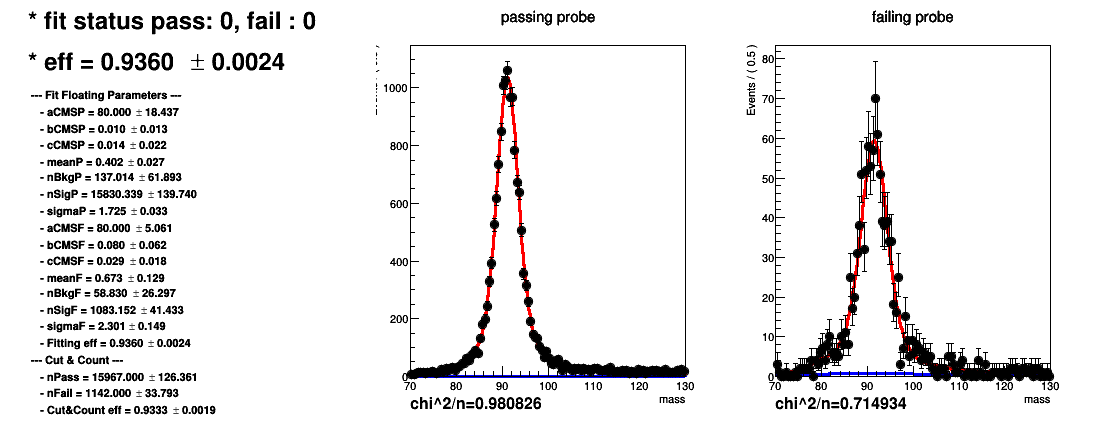 * fit status pass: 0, fail : 0
* eff = 0.9360 ± 0.0024
--- Fit Floating Parameters ---
- aCMSP = 80.000 ± 18.437
- bCMSP = 0.010 ± 0.013
- cCMSP = 0.014 ± 0.022
- meanP = 0.402 ± 0.027
- nBkgP = 137.014 ± 61.893
- nSigP = 15830.339 ± 139.740
- sigmaP = 1.725 ± 0.033
- aCMSF = 80.000 ± 5.061
- bCMSF = 0.080 ± 0.062
- cCMSF = 0.029 ± 0.018
- meanF = 0.673 ± 0.129
- nBkgF = 58.830 ± 26.297
- nSigF = 1083.152 ± 41.433
- sigmaF = 2.301 ± 0.149
- Fitting eff = 0.9360 ± 0.0024
--- Cut & Count ---
- nPass = 15967.000 ± 126.361
- nFail = 1142.000 ± 33.793
- Cut&Count eff = 0.9333 ± 0.0019
passing probe
1000
800
600
400
200
0
70 80 90 100 110 120 130
mass
chi^2/n=0.980826
failing probe
Events / ( 0.5 )
80
70
60
50
40
30
20
10
0
70 80 90 100 110 120 130
mass
chi^2/n=0.714934